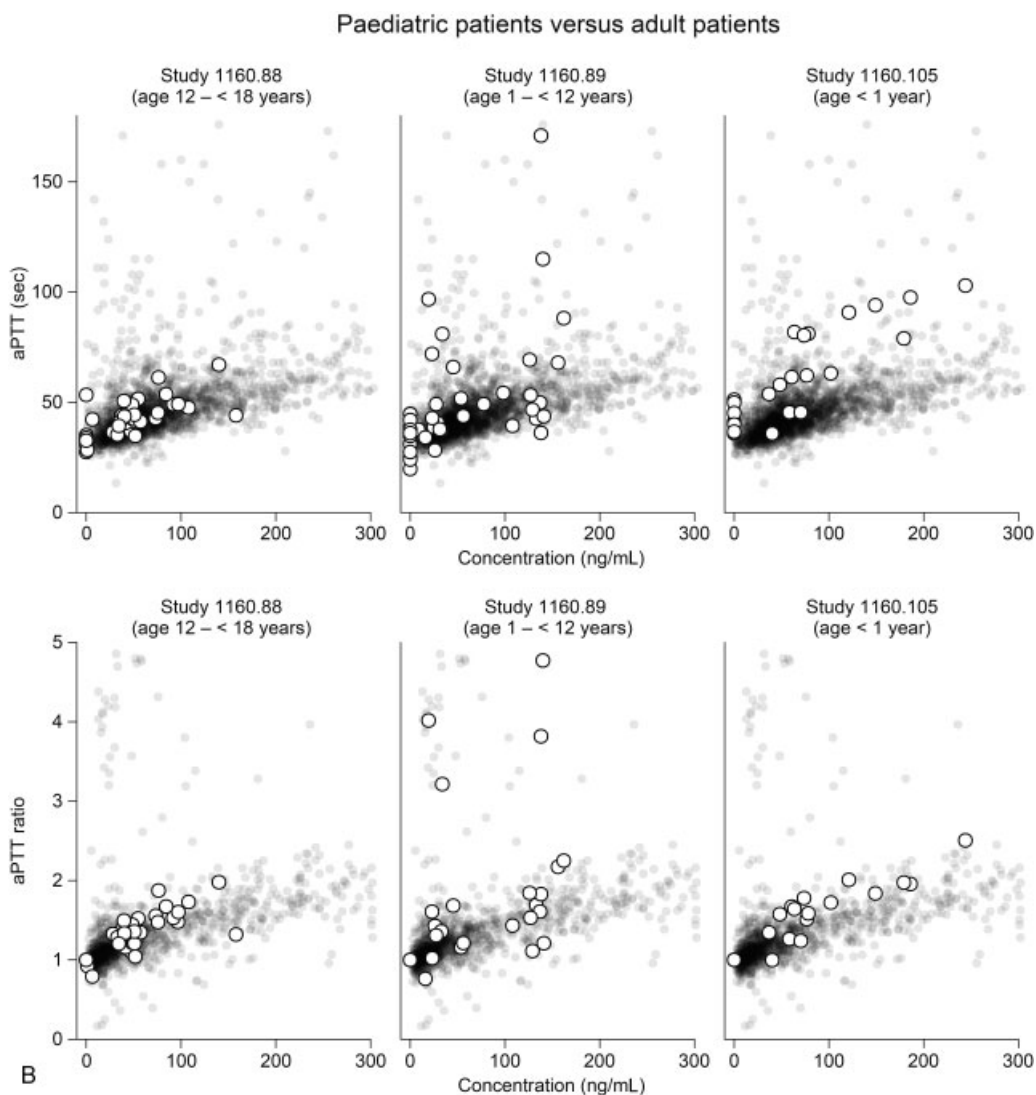 Paediatric patients versus adult patients
Study 1160.88
(age 12 – < 18 years)
Study 1160.89
(age 1 – < 12 years)
Study 1160.105
(age < 1 year)
aPTT (sec)
150
100
50
0
0 100 200 300
0 100 200 300
0 100 200 300
Concentration (ng/mL)
Study 1160.88
(age 12 – < 18 years)
Study 1160.89
(age 1 – < 12 years)
Study 1160.105
(age < 1 year)
aPTT ratio
5
4
3
2
1
0
0 100 200 300
0 100 200 300
0 100 200 300
Concentration (ng/mL)
B